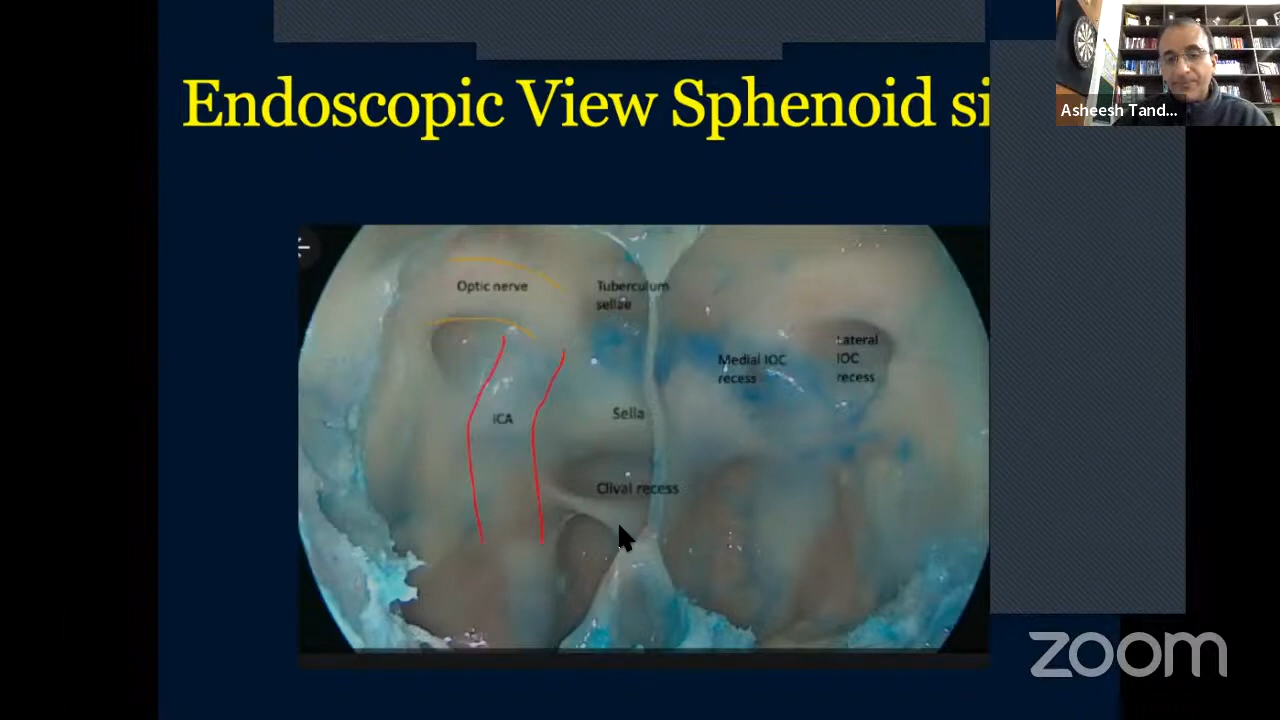 Endoscopic View Sphenoid si
Asheesh Tand...
Optic nerve
Tuberculum
sellae
Medial IOC
recess
Lateral
IOC
recess
ICA
Sella
Clival recess
zoom